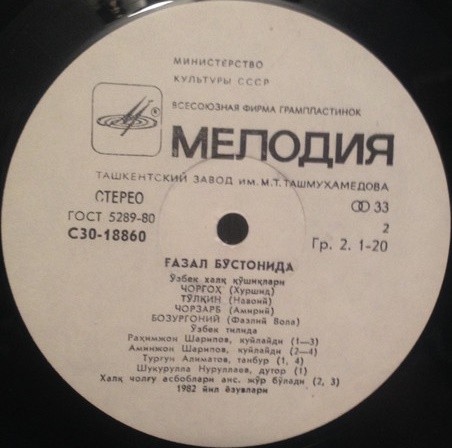 МИНИСТЕРСТВО
КУЛЬТУРЫ СССР
ВСЕСОЮЗНАЯ ФИРМА ГРАМПЛАСТИНОК
МЕЛОДИЯ
ТАШКЕНТСКИЙ ЗАВОД ИМ. М.Т. ТАШМУХАМЕДОВА
СТЕРЕО
33
ГОСТ 5289-80
2
С30-18860
Гр. 2. 1-20
ҒАЗАЛ БЎСТОНИДА
Ўзбек халқ қўшиқлари
ЧОРГОҲ (Хуршид)
ТЎЛҚИН (Навоий)
ЧОРЗАРБ (Амирий)
БОЗУРГОНИЙ (Фазлий Вола)
Ўзбек тилида
Раҳимжон Шарипов, куйлайди (1—3)
Аминжон Шарипов, куйлайди (2—4)
Тургун Алиматов, танбур (1, 4)
Шукурулла Нуруллаев, дутор (1)
Халқ чолғу асбоблари анс. жўр бўлади (2, 3)
1982 йил ёзувлари